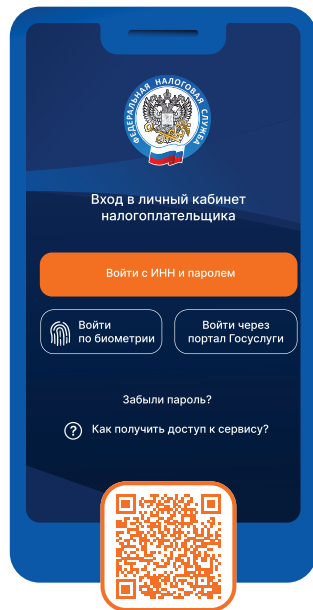 ФЕДЕРАЛЬНАЯ НАЛОГОВАЯ СЛУЖБА
Вход в личный кабинет
налогоплательщика
Войти с ИНН и паролем
Войти
по биометрии
Войти через
портал Госуслуги
Забыли пароль?
? Как получить доступ к сервису?